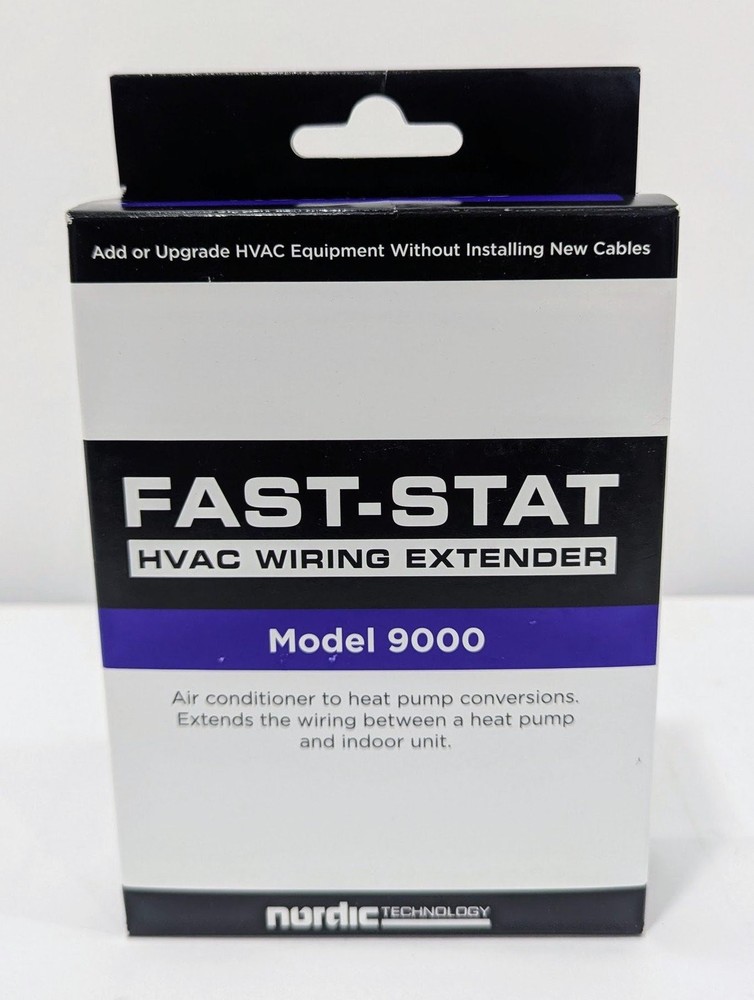 Add or Upgrade HVAC Equipment Without Installing New Cables
FAST-STAT
HVAC WIRING EXTENDER
Model 9000
Air conditioner to heat pump conversions.
Extends the wiring between a heat pump
and indoor unit.
nordic TECHNOLOGY